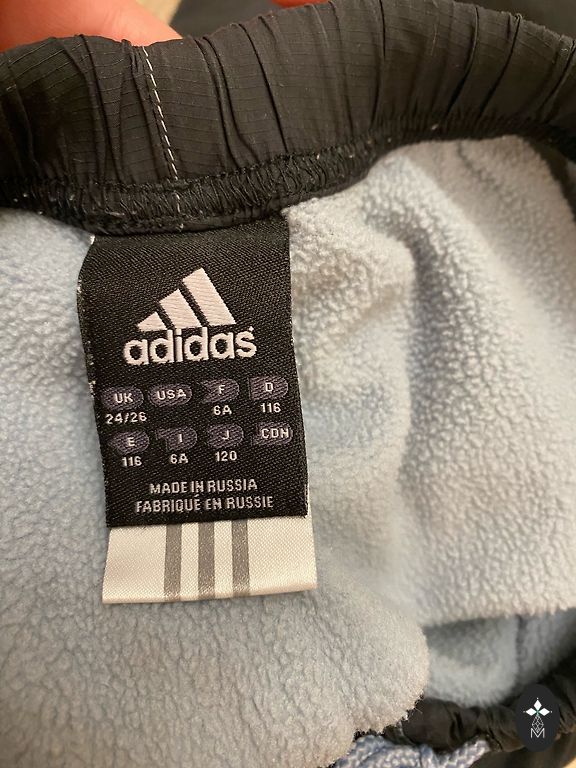 adidas
UK USA F D
24/26 6A 116
E I J CDN
116 6A 120
MADE IN RUSSIA
FABRIQUÉ EN RUSSIE
M